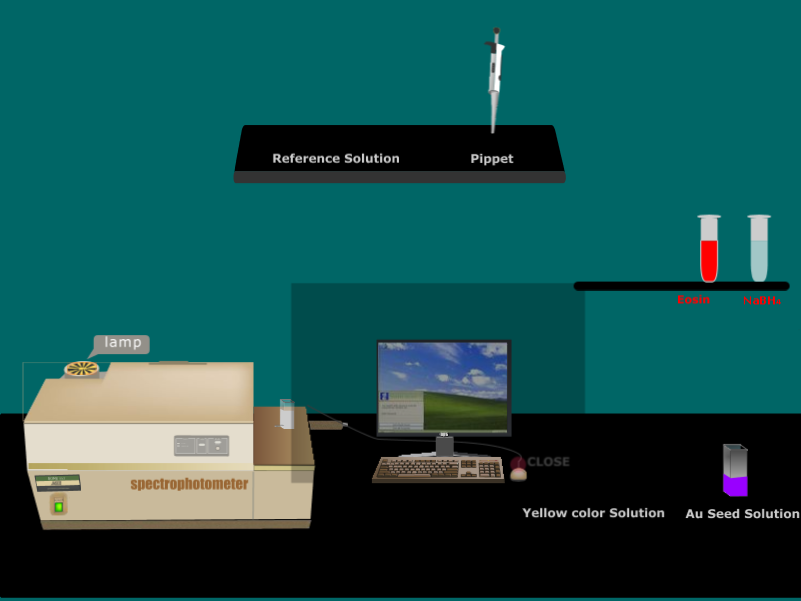 Reference Solution
Pippet
Eosin
NaBH₄
lamp
CLOSE
spectrophotometer
Yellow color Solution
Au Seed Solution